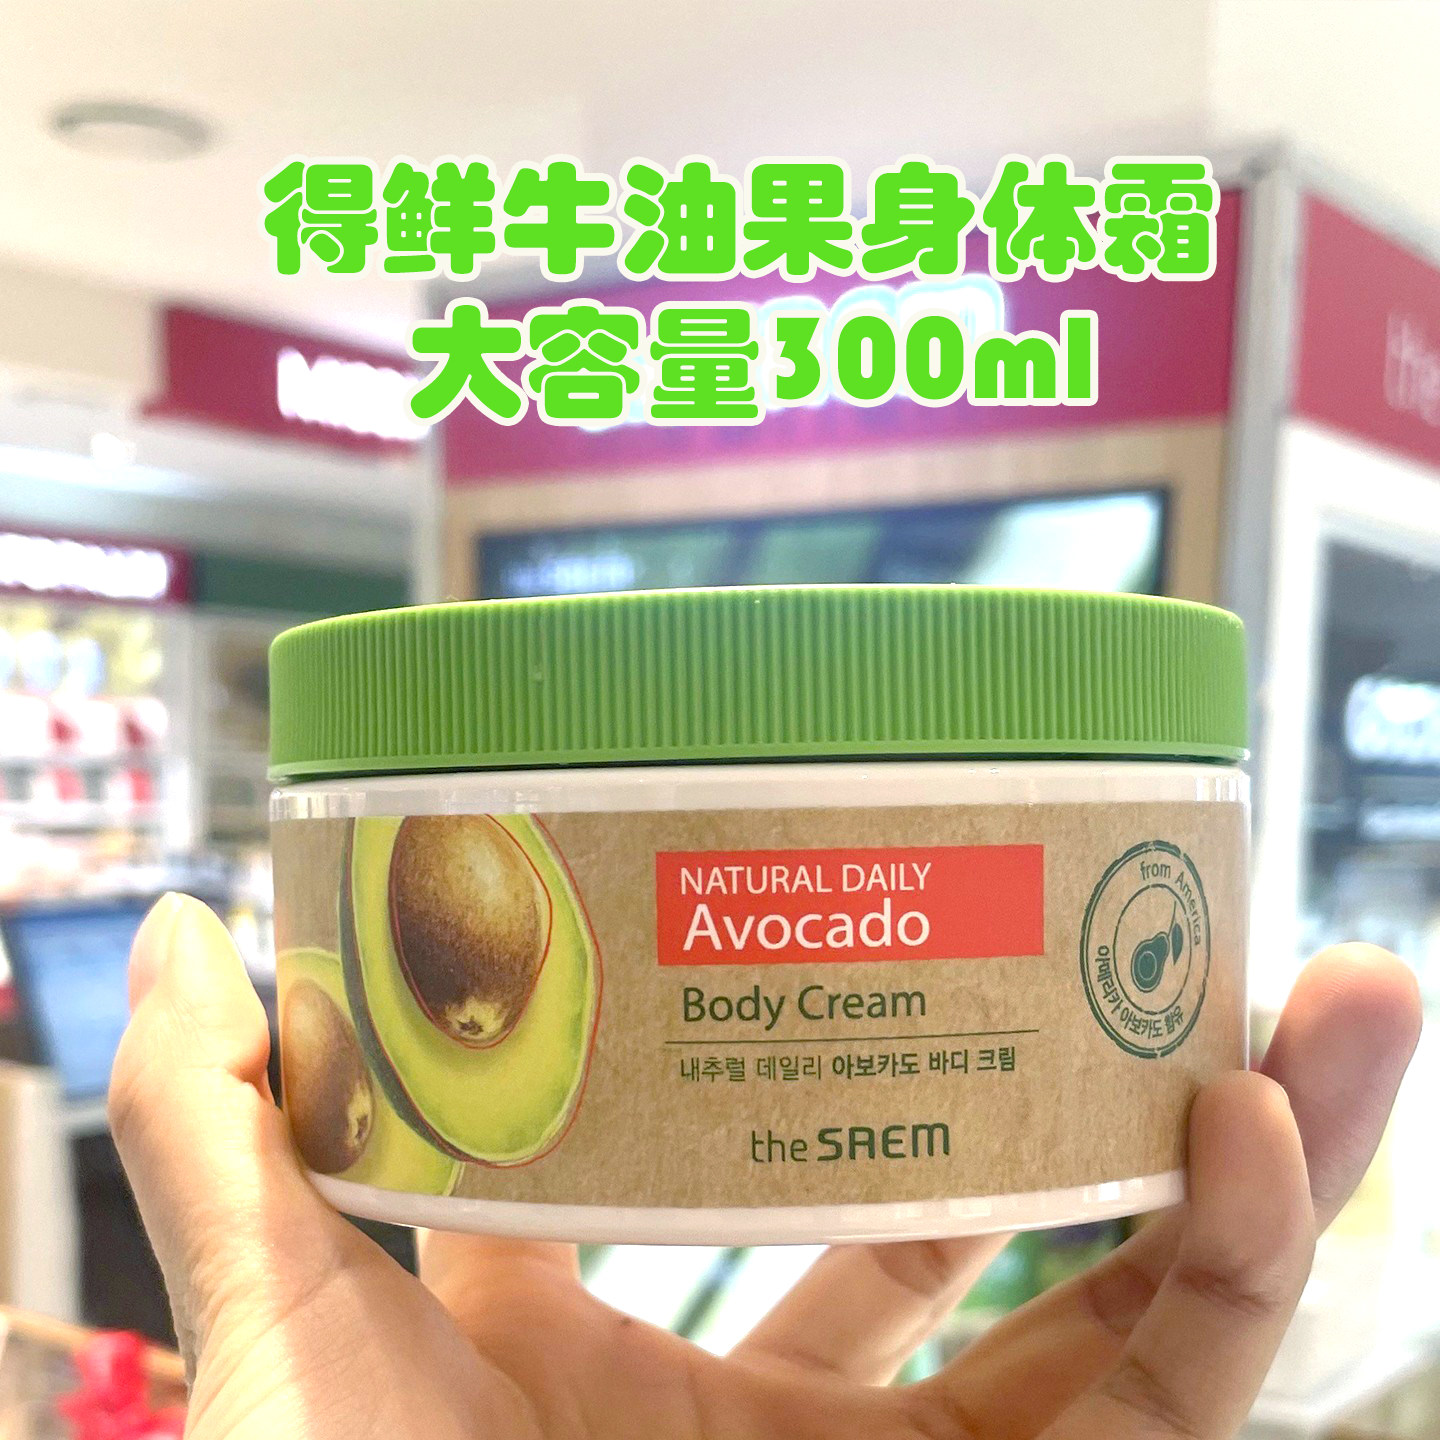 得鲜牛油果身体霜
大容量300ml
NATURAL DAILY
Avocado
Body Cream
내추럴 데일리 아보카도 바디 크림
the SAEM
from America
아메리카 아보카도 함유